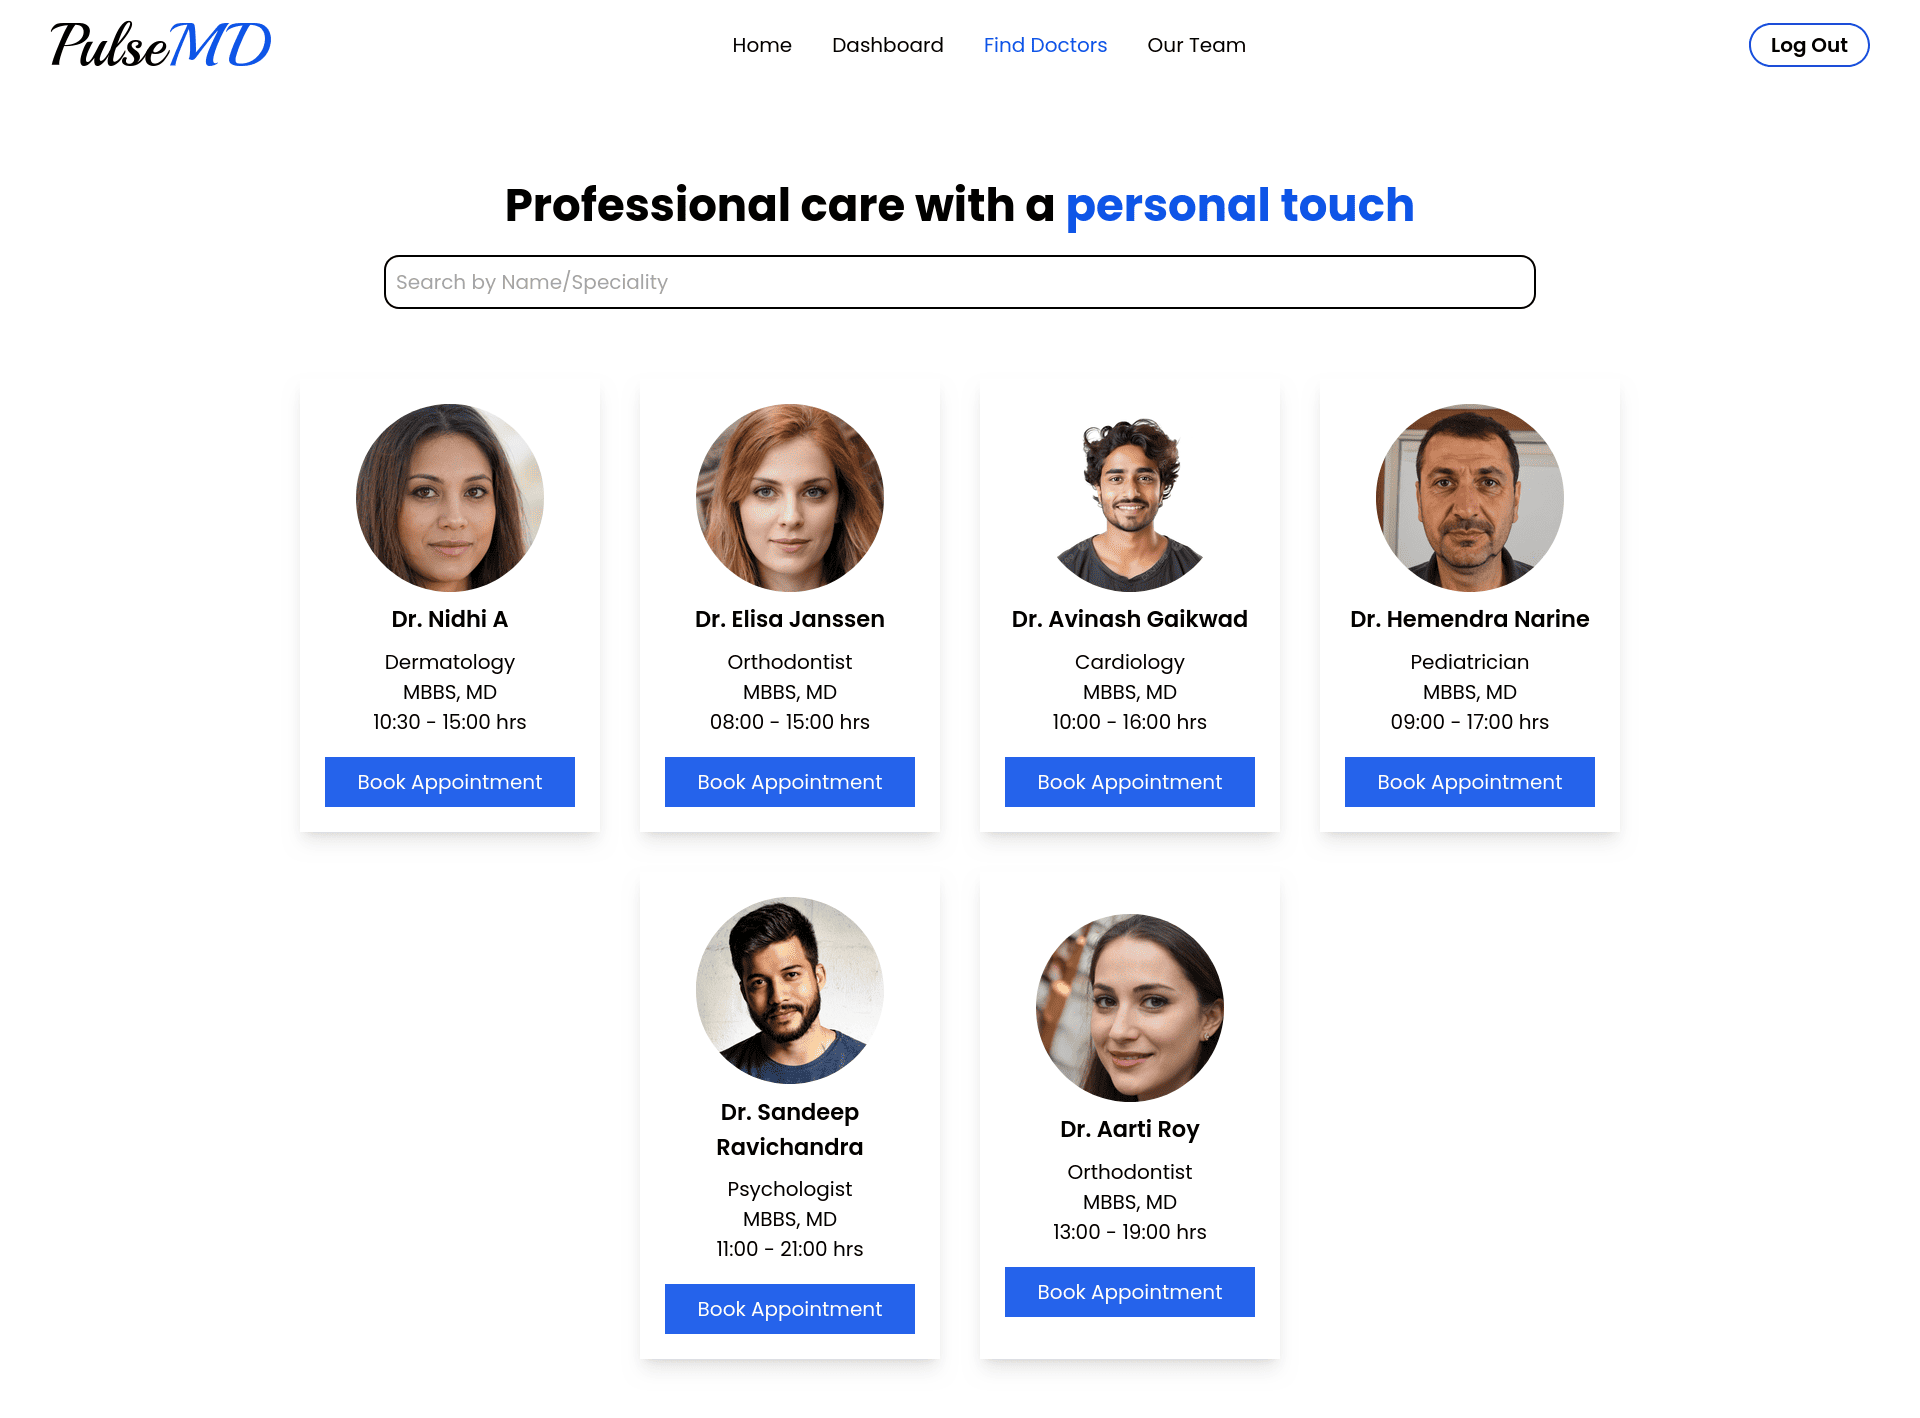 PulseMD
Home
Dashboard
Find Doctors
Our Team
Log Out
Professional care with a personal touch
Search by Name/Speciality
Dr. Nidhi A
Dermatology
MBBS, MD
10:30 - 15:00 hrs
Book Appointment
Dr. Elisa Janssen
Orthodontist
MBBS, MD
08:00 - 15:00 hrs
Book Appointment
Dr. Avinash Gaikwad
Cardiology
MBBS, MD
10:00 - 16:00 hrs
Book Appointment
Dr. Hemendra Narine
Pediatrician
MBBS, MD
09:00 - 17:00 hrs
Book Appointment
Dr. Sandeep
Ravichandra
Psychologist
MBBS, MD
11:00 - 21:00 hrs
Book Appointment
Dr. Aarti Roy
Orthodontist
MBBS, MD
13:00 - 19:00 hrs
Book Appointment